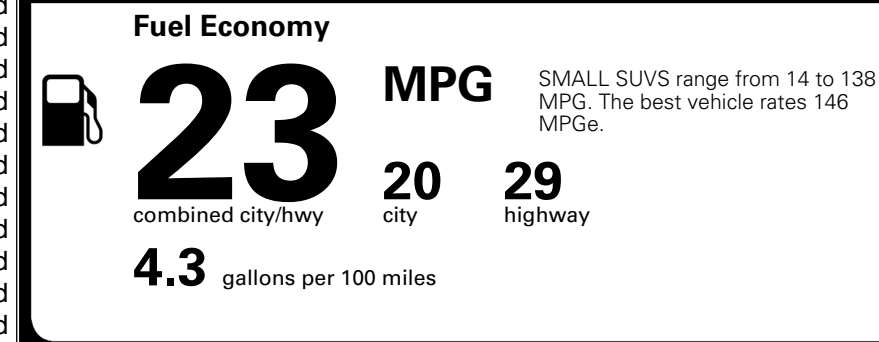 d
d
d
d
d
d
d
d
d
d
d
Fuel Economy
23
MPG
SMALL SUVS range from 14 to 138
MPG. The best vehicle rates 146
MPGe.
20
29
combined city/hwy
city
highway
4.3 gallons per 100 miles